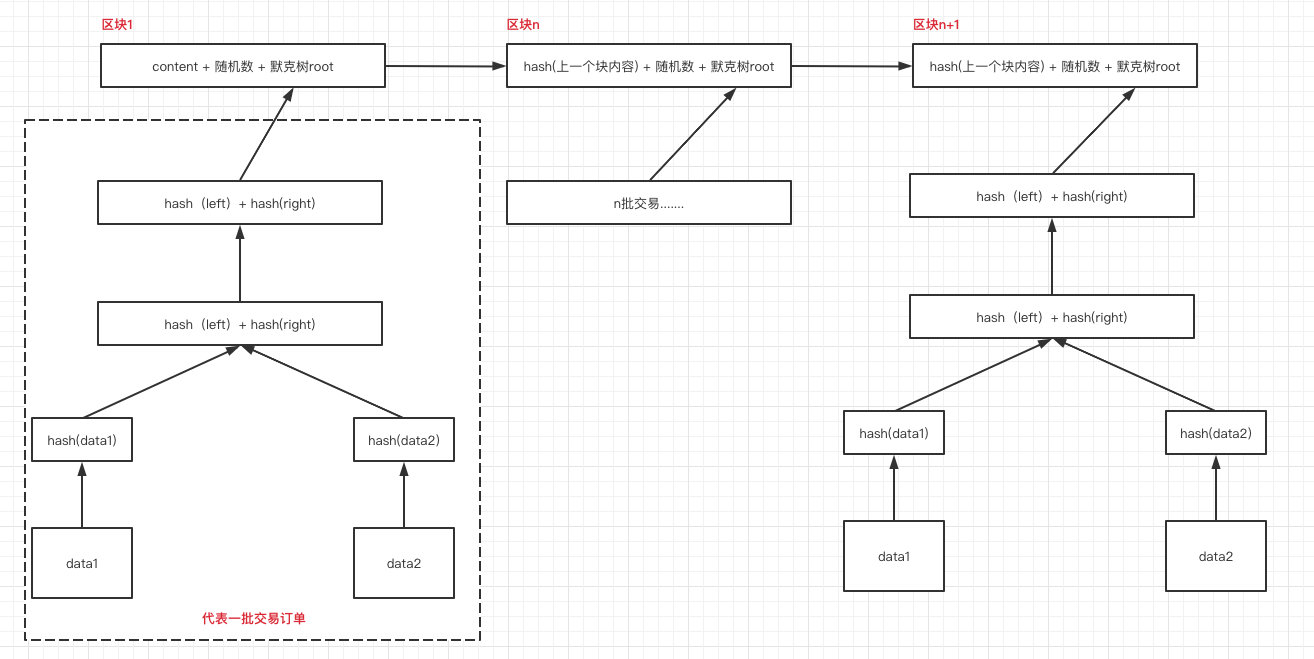 区块1
区块n
区块n+1
content + 随机数 + 默克树root
hash(上一个块内容) + 随机数 + 默克树root
hash(上一个块内容) + 随机数 + 默克树root
hash（left）+ hash(right)
n批交易.......
hash（left）+ hash(right)
hash（left）+ hash(right)
hash（left）+ hash(right)
hash(data1)
hash(data2)
hash(data1)
hash(data2)
data1
data2
data1
data2
代表一批交易订单